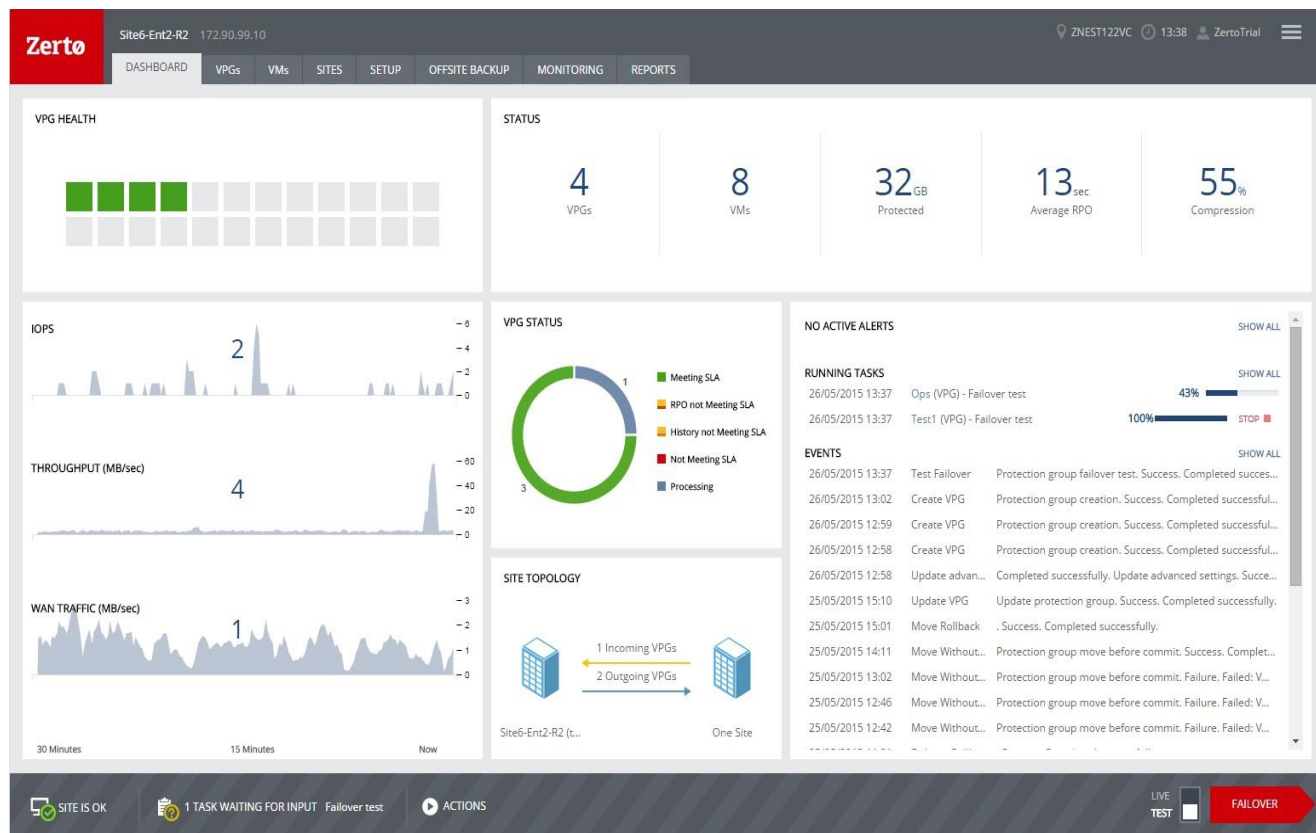 Zertø
Site6-Ent2-R2 172.90.99.10
ZNEST122VC 13:38 ZertoTrial
DASHBOARD VPGs VMs SITES SETUP OFFSITE BACKUP MONITORING REPORTS
VPG HEALTH
STATUS
4 8 32 GB 13 sec 55 %
VPGs VMs Protected Average RPO Compression
IOPS
2
- 6
- 4
- 2
- 0
THROUGHPUT (MB/sec)
4
- 60
- 40
- 20
- 0
WAN TRAFFIC (MB/sec)
1
- 3
- 2
- 1
- 0
30 Minutes 15 Minutes Now
VPG STATUS
1
3
Meeting SLA
RPO not Meeting SLA
History not Meeting SLA
Not Meeting SLA
Processing
SITE TOPOLOGY
1 Incoming VPGs
2 Outgoing VPGs
Site6-Ent2-R2 (t... One Site
NO ACTIVE ALERTS SHOW ALL
RUNNING TASKS SHOW ALL
26/05/2015 13:37 Ops (VPG) - Failover test 43%
26/05/2015 13:37 Test1 (VPG) - Failover test 100% STOP
EVENTS SHOW ALL
26/05/2015 13:37 Test Failover Protection group failover test. Success. Completed succes...
26/05/2015 13:02 Create VPG Protection group creation. Success. Completed successful...
26/05/2015 12:59 Create VPG Protection group creation. Success. Completed successful...
26/05/2015 12:58 Create VPG Protection group creation. Success. Completed successful...
26/05/2015 12:58 Update advan... Completed successfully. Update advanced settings. Succe...
25/05/2015 15:10 Update VPG Update protection group. Success. Completed successfully.
25/05/2015 15:01 Move Rollback . Success. Completed successfully.
25/05/2015 14:11 Move Without... Protection group move before commit. Success. Complet...
25/05/2015 13:02 Move Without... Protection group move before commit. Failure. Failed: V...
25/05/2015 12:46 Move Without... Protection group move before commit. Failure. Failed: V...
25/05/2015 12:42 Move Without... Protection group move before commit. Failure. Failed: V...
SITE IS OK
1 TASK WAITING FOR INPUT Failover test
ACTIONS
LIVE
TEST
FAILOVER